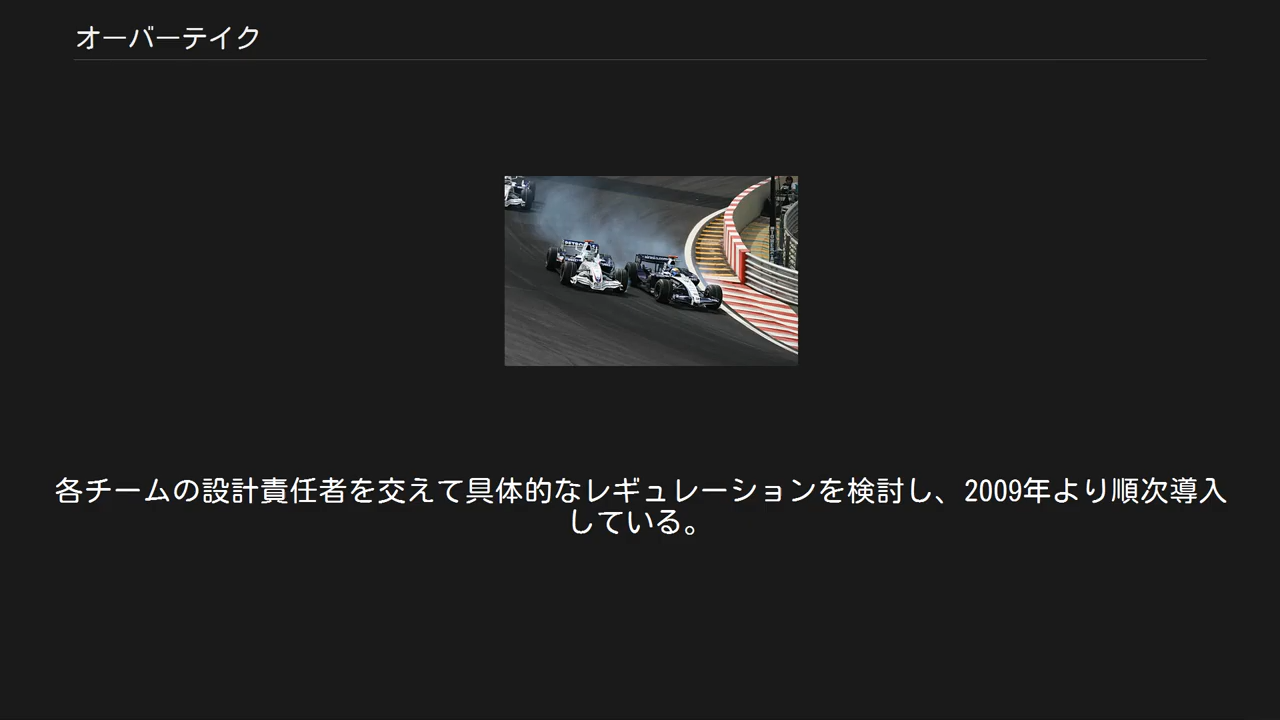 オーバーテイク
各チームの設計責任者を交えて具体的なレギュレーションを検討し、2009年より順次導入
している。